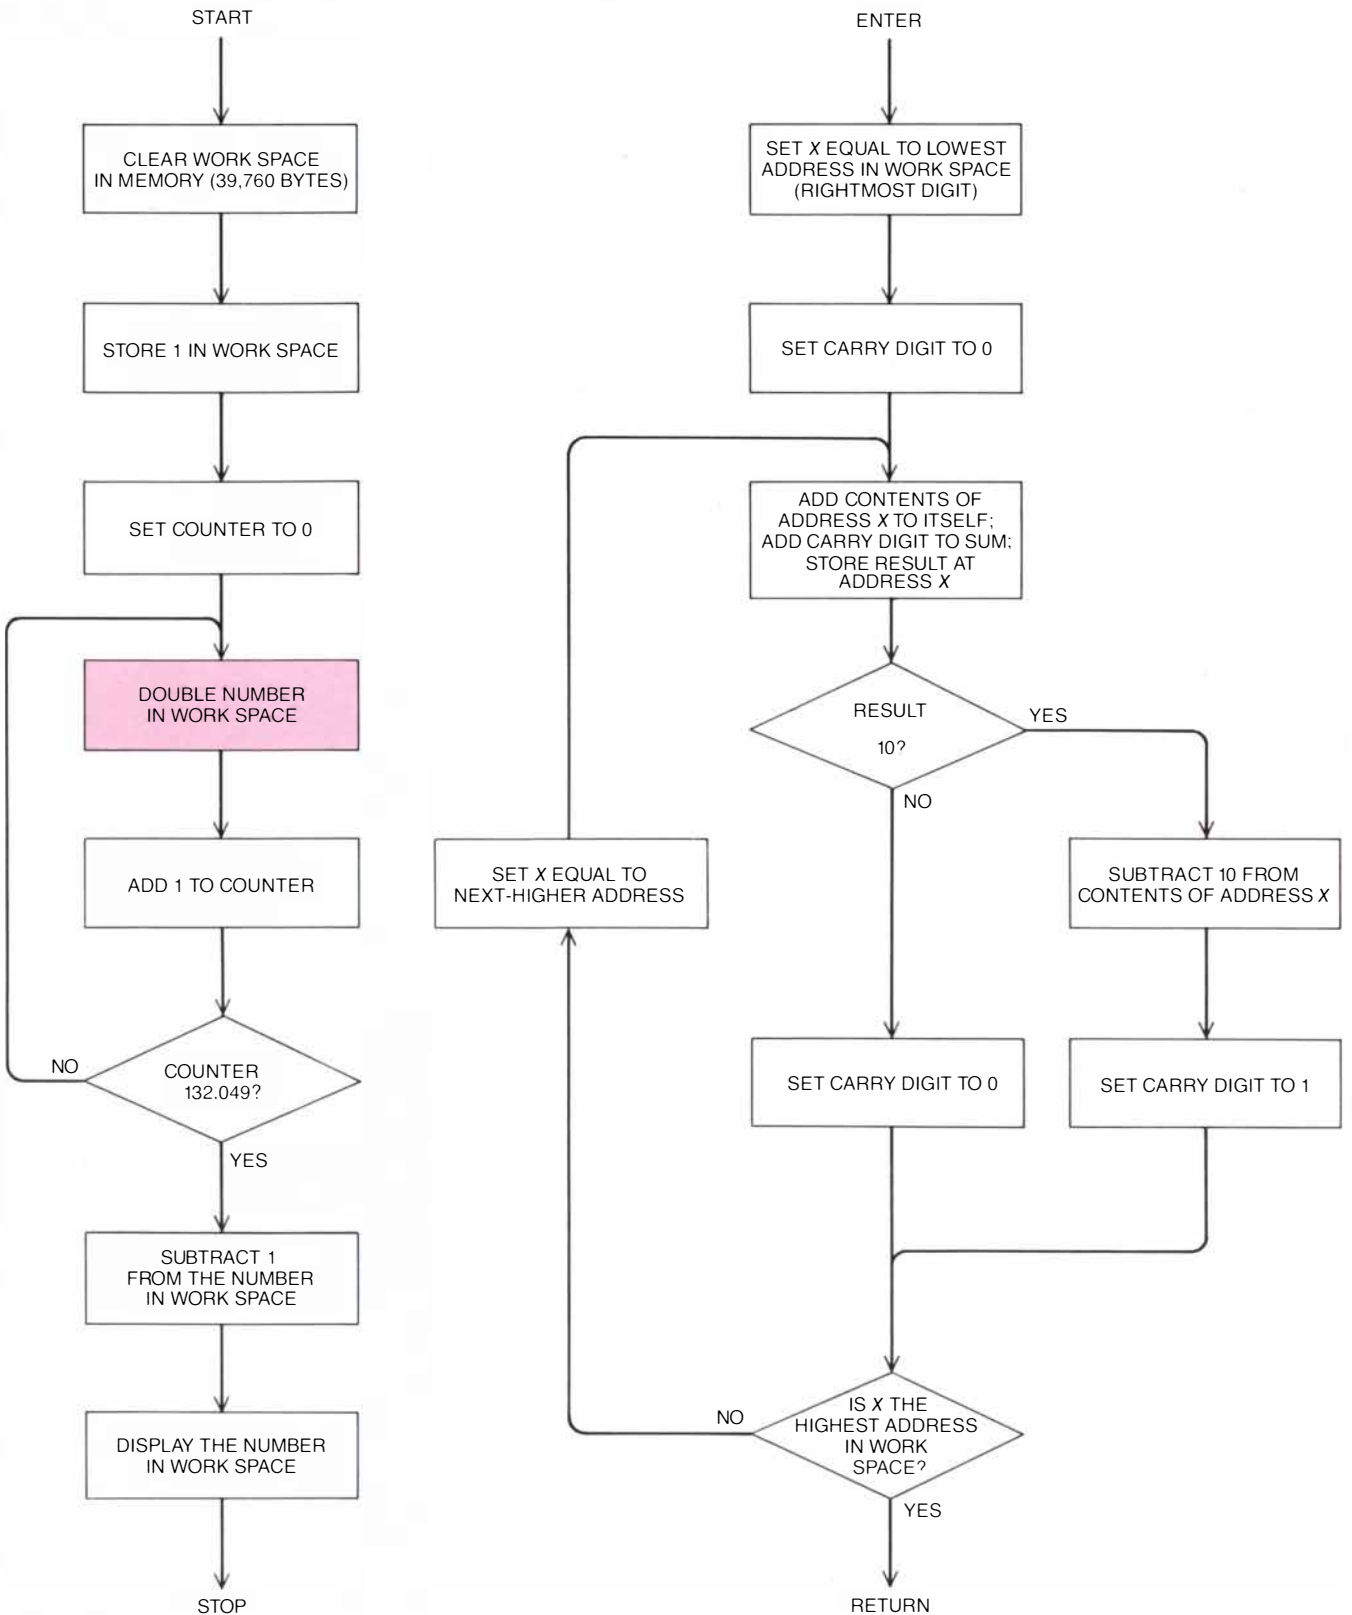 START
CLEAR WORK SPACE
IN MEMORY (39,760 BYTES)
STORE 1 IN WORK SPACE
SET COUNTER TO 0
DOUBLE NUMBER
IN WORK SPACE
ADD 1 TO COUNTER
NO
COUNTER
132.049?
YES
SUBTRACT 1
FROM THE NUMBER
IN WORK SPACE
DISPLAY THE NUMBER
IN WORK SPACE
STOP
ENTER
SET X EQUAL TO LOWEST
ADDRESS IN WORK SPACE
(RIGHTMOST DIGIT)
SET CARRY DIGIT TO 0
ADD CONTENTS OF
ADDRESS X TO ITSELF;
ADD CARRY DIGIT TO SUM;
STORE RESULT AT
ADDRESS X
RESULT
10?
YES
NO
SET X EQUAL TO
NEXT-HIGHER ADDRESS
SUBTRACT 10 FROM
CONTENTS OF ADDRESS X
SET CARRY DIGIT TO 0
SET CARRY DIGIT TO 1
NO
IS X THE
HIGHEST ADDRESS
IN WORK
SPACE?
YES
RETURN